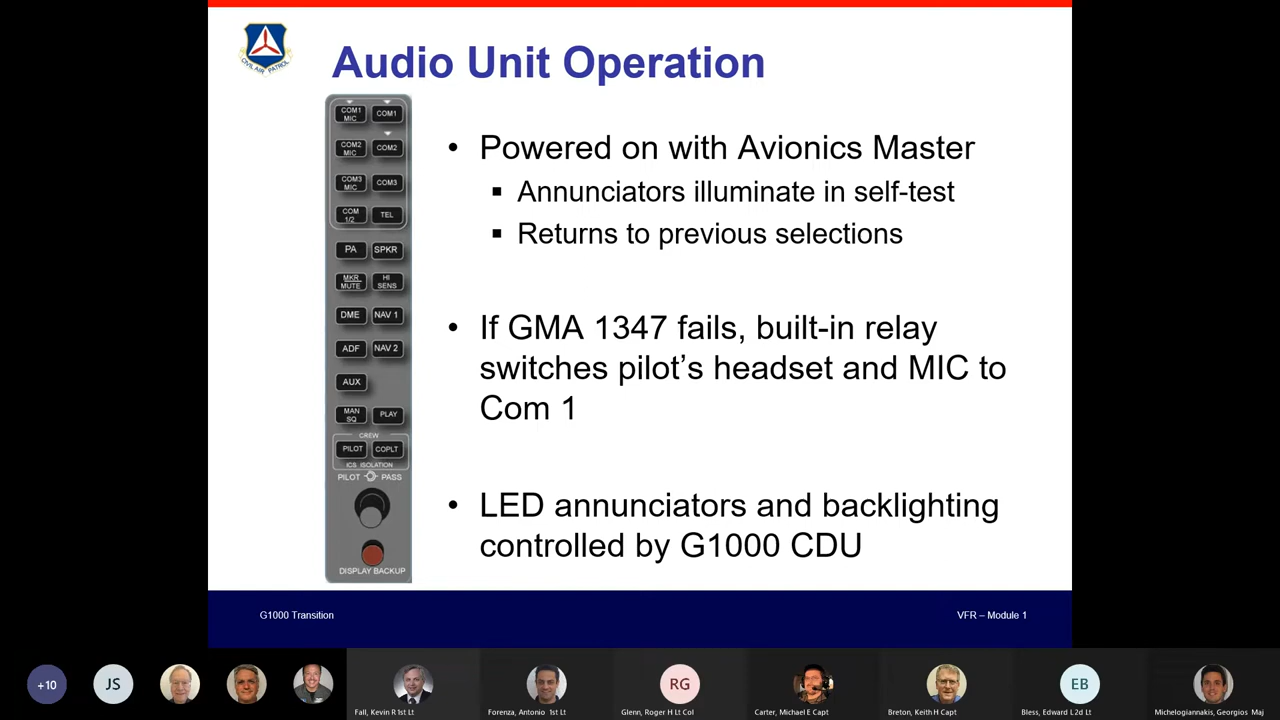 CIVIL AIR PATROL
Audio Unit Operation
COM1 MIC COM1
COM2 MIC COM2
COM3 MIC COM3
COM 1/2 TEL
PA SPKR
MKR MUTE HI SENS
DME NAV 1
ADF NAV 2
AUX
MAN SQ PLAY
CREW
PILOT COPLT
ICS ISOLATION
PILOT PASS
DISPLAY BACKUP
• Powered on with Avionics Master
▪ Annunciators illuminate in self-test
▪ Returns to previous selections
• If GMA 1347 fails, built-in relay
switches pilot’s headset and MIC to
Com 1
• LED annunciators and backlighting
controlled by G1000 CDU
G1000 Transition
VFR – Module 1
+10
JS
RG
EB
Fall, Kevin R 1st Lt
Forenza, Antonio 1st Lt
Glenn, Roger H Lt Col
Carter, Michael E Capt
Breton, Keith H Capt
Bless, Edward L 2d Lt
Michelogiannakis, Georgios Maj